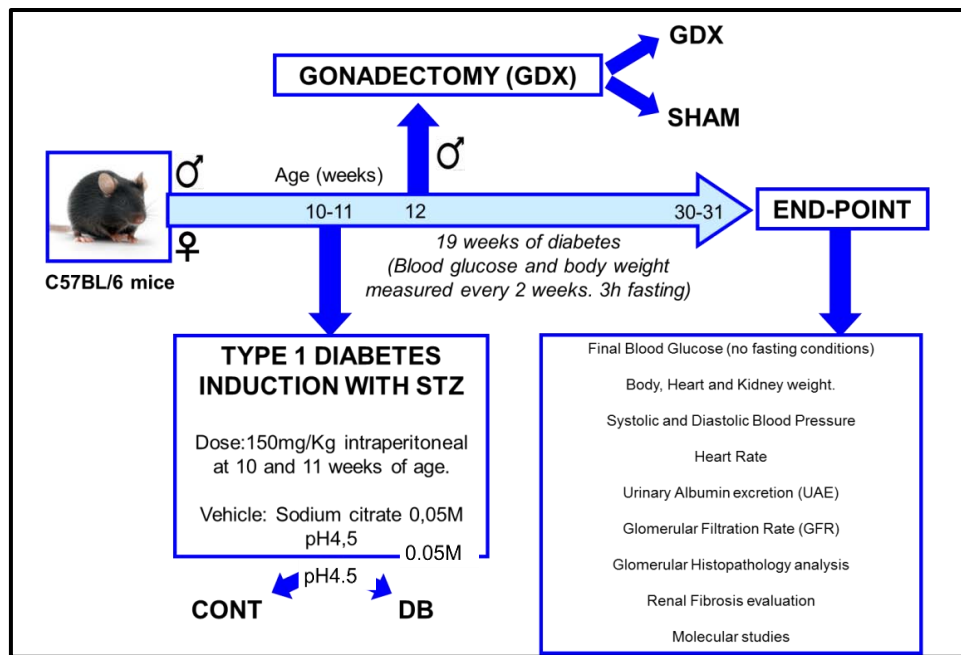 GDX
GONADECTOMY (GDX)
SHAM
♂
♂
Age (weeks)
10-11
12
30-31
END-POINT
♀
C57BL/6 mice
19 weeks of diabetes
(Blood glucose and body weight
measured every 2 weeks. 3h fasting)
TYPE 1 DIABETES
INDUCTION WITH STZ
Dose:150mg/Kg intraperitoneal
at 10 and 11 weeks of age.
Vehicle: Sodium citrate 0,05M
pH4,5
0.05M
pH4.5
CONT
DB
Final Blood Glucose (no fasting conditions)
Body, Heart and Kidney weight.
Systolic and Diastolic Blood Pressure
Heart Rate
Urinary Albumin excretion (UAE)
Glomerular Filtration Rate (GFR)
Glomerular Histopathology analysis
Renal Fibrosis evaluation
Molecular studies